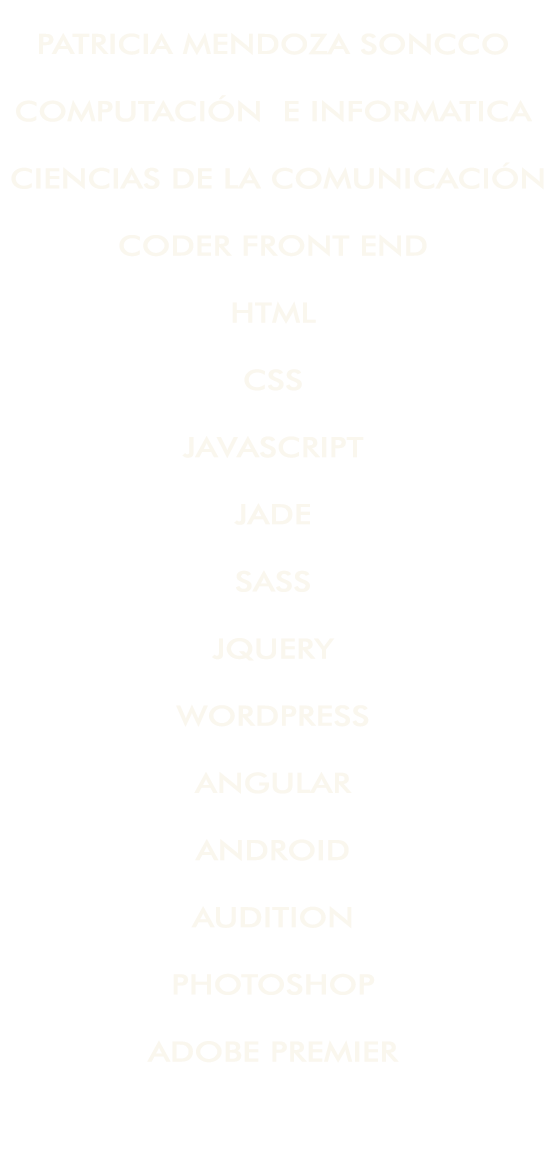 PATRICIA MENDOZA SONCCO
COMPUTACIÓN E INFORMATICA
CIENCIAS DE LA COMUNICACIÓN
CODER FRONT END
HTML
CSS
JAVASCRIPT
JADE
SASS
JQUERY
WORDPRESS
ANGULAR
ANDROID
AUDITION
PHOTOSHOP
ADOBE PREMIER